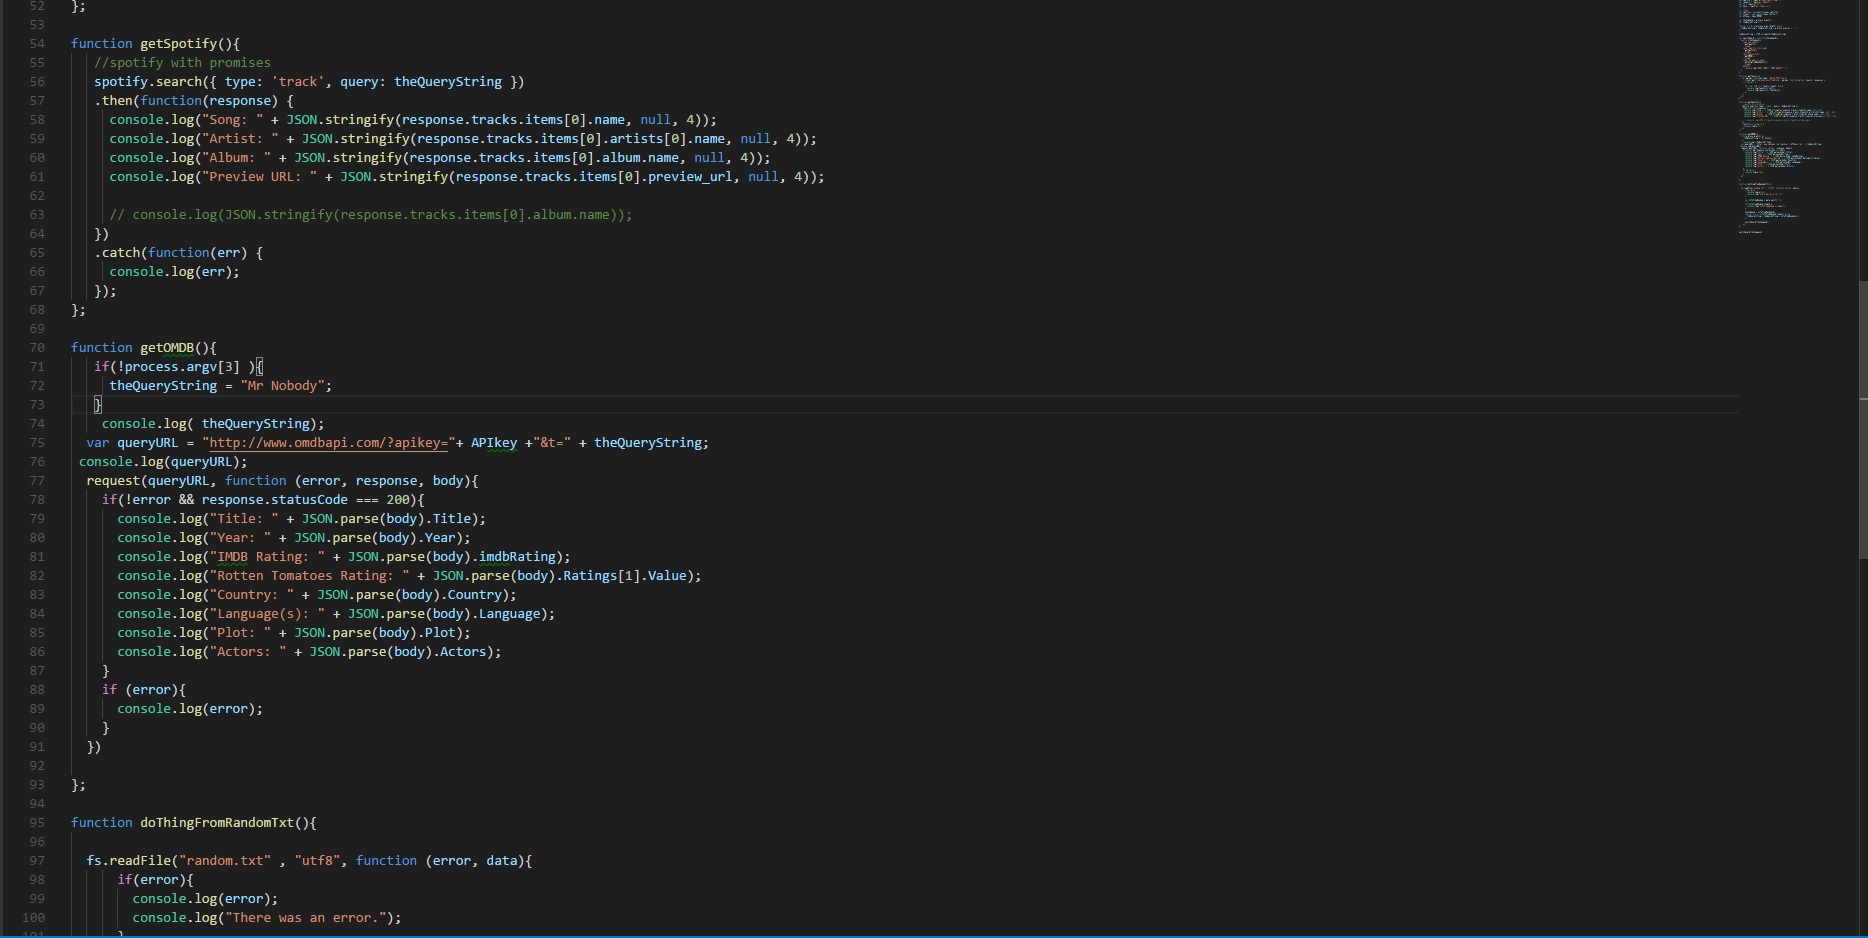 52 };
53
54 function getSpotify(){
55 //spotify with promises
56 spotify.search({ type: 'track', query: theQueryString })
57 .then(function(response) {
58 console.log("Song: " + JSON.stringify(response.tracks.items[0].name, null, 4));
59 console.log("Artist: " + JSON.stringify(response.tracks.items[0].artists[0].name, null, 4));
60 console.log("Album: " + JSON.stringify(response.tracks.items[0].album.name, null, 4));
61 console.log("Preview URL: " + JSON.stringify(response.tracks.items[0].preview_url, null, 4));
62
63 // console.log(JSON.stringify(response.tracks.items[0].album.name));
64 })
65 .catch(function(err) {
66 console.log(err);
67 });
68 };
69
70 function getOMDB(){
71 if(!process.argv[3] ){
72 theQueryString = "Mr Nobody";
73 }
74 console.log( theQueryString);
75 var queryURL = "http://www.omdbapi.com/?apikey="+ APIkey +"&t=" + theQueryString;
76 console.log(queryURL);
77 request(queryURL, function (error, response, body){
78 if(!error && response.statusCode === 200){
79 console.log("Title: " + JSON.parse(body).Title);
80 console.log("Year: " + JSON.parse(body).Year);
81 console.log("IMDB Rating: " + JSON.parse(body).imdbRating);
82 console.log("Rotten Tomatoes Rating: " + JSON.parse(body).Ratings[1].Value);
83 console.log("Country: " + JSON.parse(body).Country);
84 console.log("Language(s): " + JSON.parse(body).Language);
85 console.log("Plot: " + JSON.parse(body).Plot);
86 console.log("Actors: " + JSON.parse(body).Actors);
87 }
88 if (error){
89 console.log(error);
90 }
91 })
92
93 };
94
95 function doThingFromRandomTxt(){
96
97 fs.readFile("random.txt" , "utf8", function (error, data){
98 if(error){
99 console.log(error);
100 console.log("There was an error.");